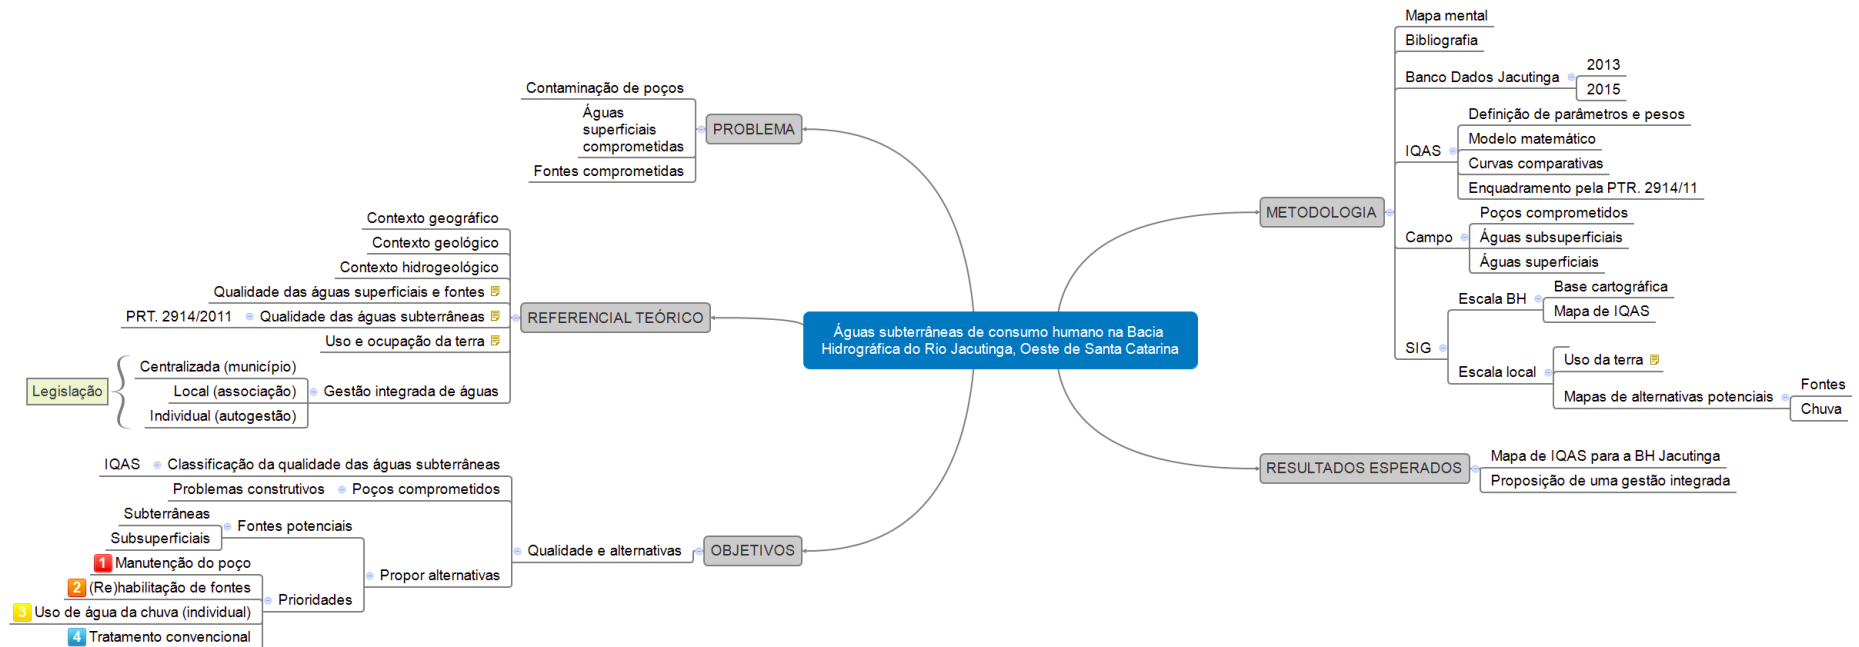 Águas subterrâneas de consumo humano na Bacia
Hidrográfica do Rio Jacutinga, Oeste de Santa Catarina
PROBLEMA
Contaminação de poços
Águas
superficiais
comprometidas
Fontes comprometidas
REFERENCIAL TEÓRICO
Contexto geográfico
Contexto geológico
Contexto hidrogeológico
Qualidade das águas superficiais e fontes
Qualidade das águas subterrâneas
PRT. 2914/2011
Uso e ocupação da terra
Gestão integrada de águas
Centralizada (município)
Local (associação)
Individual (autogestão)
Legislação
OBJETIVOS
Qualidade e alternativas
Classificação da qualidade das águas subterrâneas
IQAS
Poços comprometidos
Problemas construtivos
Propor alternativas
Fontes potenciais
Subterrâneas
Subsuperficiais
Prioridades
1 Manutenção do poço
2 (Re)habilitação de fontes
3 Uso de água da chuva (individual)
4 Tratamento convencional
METODOLOGIA
Mapa mental
Bibliografia
Banco Dados Jacutinga
2013
2015
IQAS
Definição de parâmetros e pesos
Modelo matemático
Curvas comparativas
Enquadramento pela PTR. 2914/11
Campo
Poços comprometidos
Águas subsuperficiais
Águas superficiais
SIG
Escala BH
Base cartográfica
Mapa de IQAS
Escala local
Uso da terra
Mapas de alternativas potenciais
Fontes
Chuva
RESULTADOS ESPERADOS
Mapa de IQAS para a BH Jacutinga
Proposição de uma gestão integrada